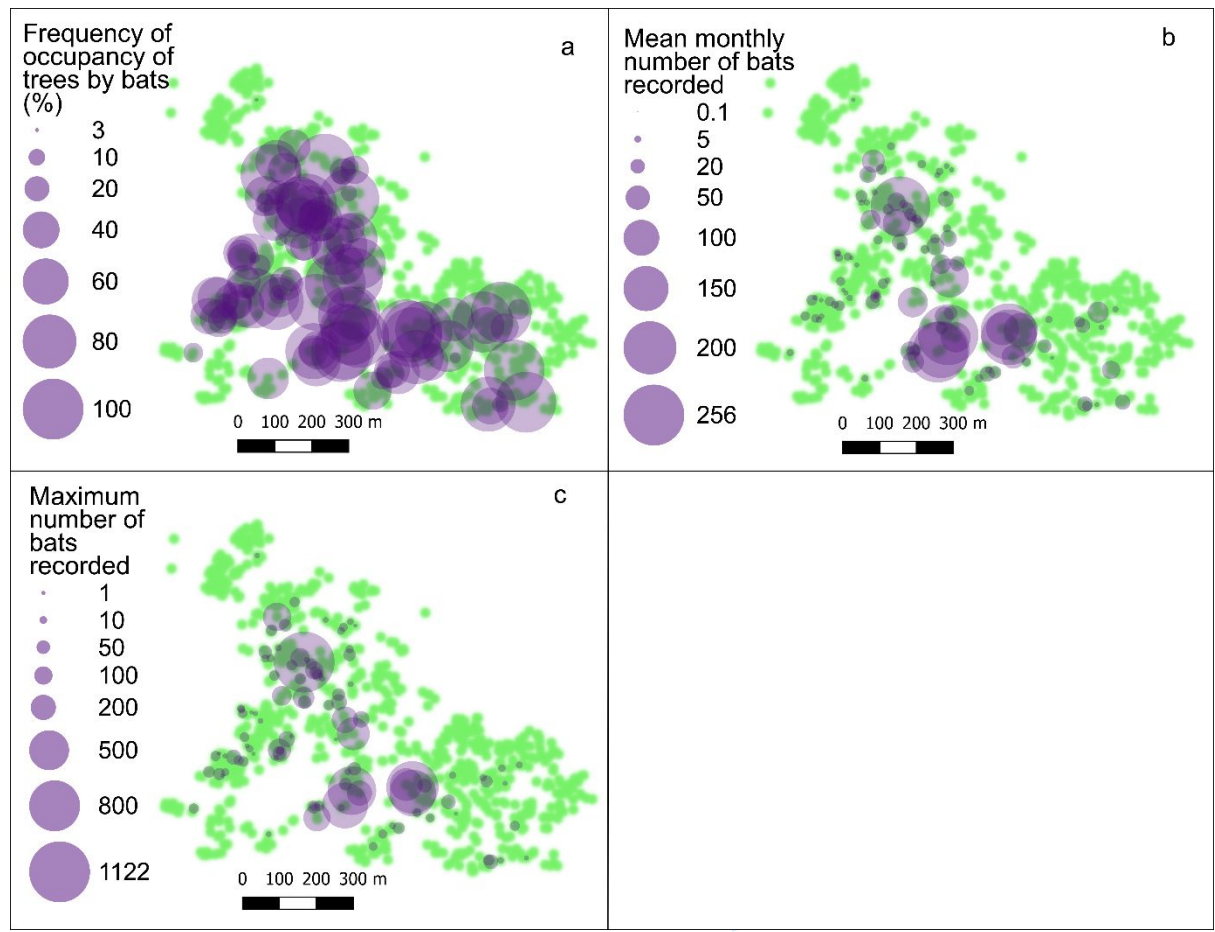 Frequency of
occupancy of
trees by bats
(%)
3
10
20
40
60
80
100
a
0 100 200 300 m
Mean monthly
number of bats
recorded
0.1
5
20
50
100
150
200
256
b
0 100 200 300 m
Maximum
number of
bats
recorded
1
10
50
100
200
500
800
1122
c
0 100 200 300 m